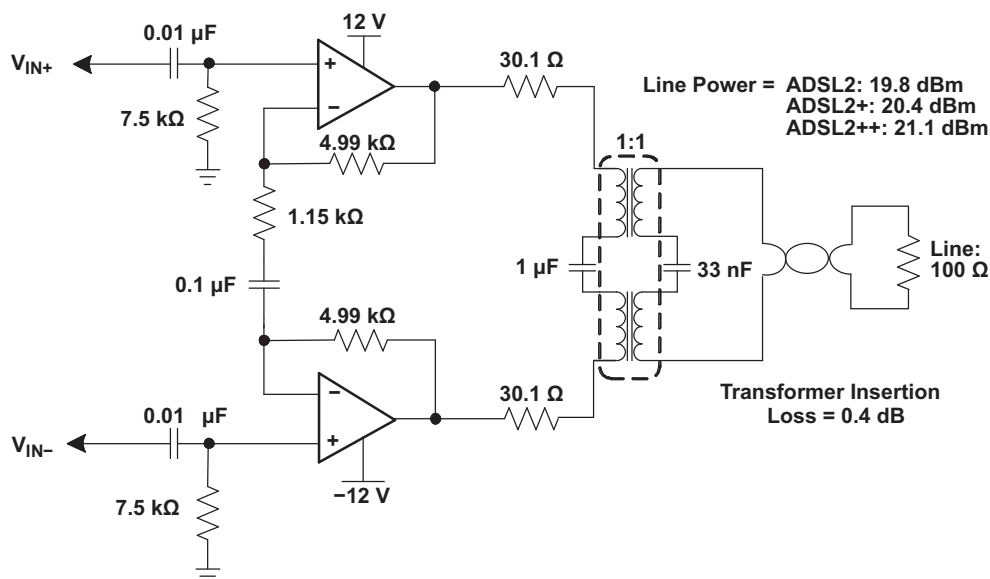 12 V
0.01 µF
VIN+
+
−
30.1 Ω
7.5 kΩ
4.99 kΩ
Line Power = ADSL2: 19.8 dBm
ADSL2+: 20.4 dBm
ADSL2++: 21.1 dBm
1:1
1.15 kΩ
0.1 µF
1 µF
33 nF
Line:
100 Ω
4.99 kΩ
30.1 Ω
Transformer Insertion
Loss = 0.4 dB
0.01 µF
VIN−
−
+
−12 V
7.5 kΩ